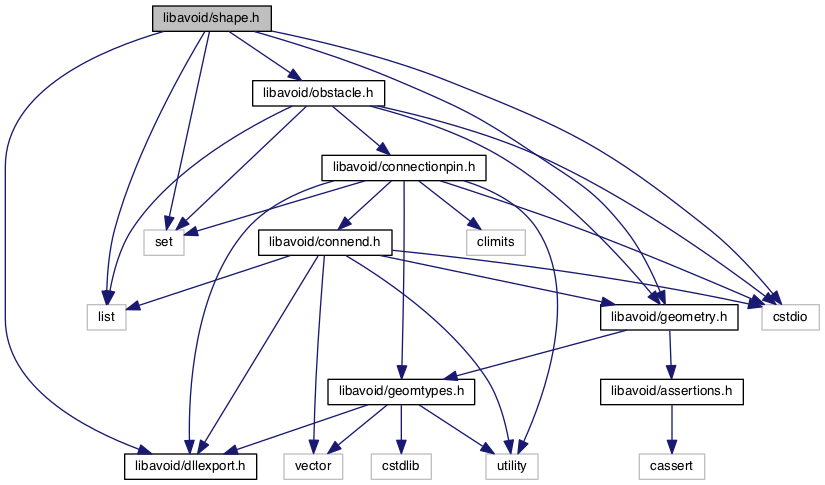 libavoid/shape.h
libavoid/obstacle.h
libavoid/connectionpin.h
set
libavoid/connend.h
climits
list
libavoid/geometry.h
cstdio
libavoid/geomtypes.h
libavoid/assertions.h
libavoid/dllexport.h
vector
cstdlib
utility
cassert